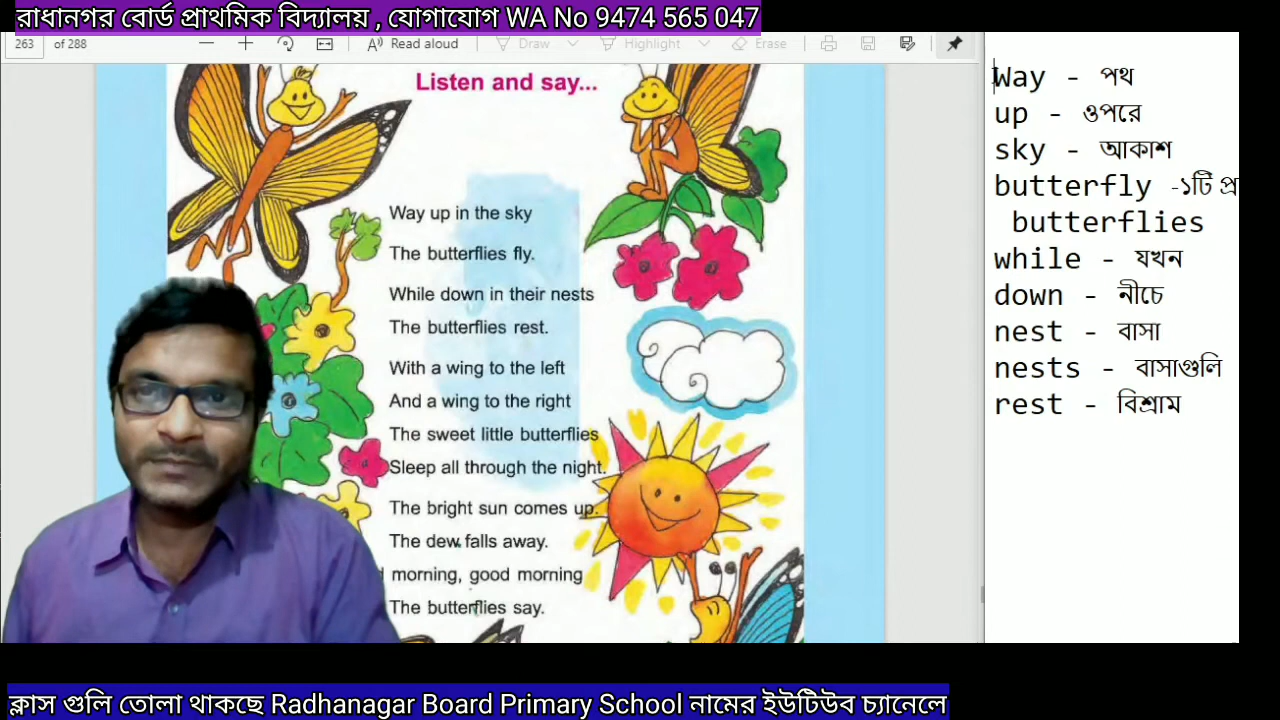 রাধানগর বোর্ড প্রাথমিক বিদ্যালয় , যোগাযোগ WA No 9474 565 047
263 of 288
Read aloud
Draw
Highlight
Erase
Listen and say...
Way up in the sky
The butterflies fly.
While down in their nests
The butterflies rest.
With a wing to the left
And a wing to the right
The sweet little butterflies
Sleep all through the night.
The bright sun comes up.
The dew falls away.
morning, good morning
The butterflies say.
Way - পথ
up - ওপরে
sky - আকাশ
butterfly -১টি প্র
butterflies
while - যখন
down - নীচে
nest - বাসা
nests - বাসাগুলি
rest - বিশ্রাম
ক্লাস গুলি তোলা থাকছে Radhanagar Board Primary School নামের ইউটিউব চ্যানেলে